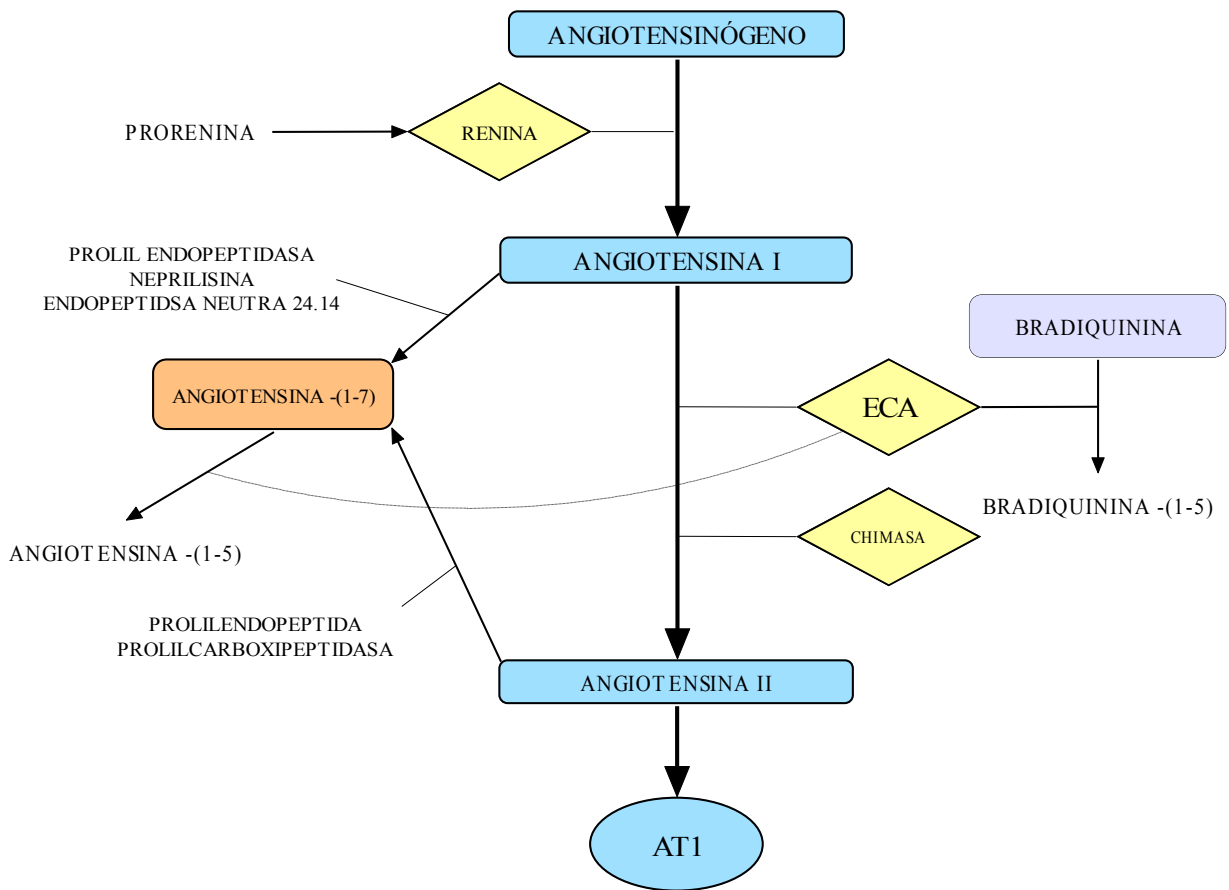 ANGIOTENSINÓGENO
PRORENINA
RENINA
PROLIL ENDOPEPTIDASA
NEPRILISINA
ENDOPEPTIDSA NEUTRA 24.14
ANGIOTENSINA I
BRADIQUININA
ANGIOTENSINA -(1-7)
ECA
BRADIQUININA -(1-5)
CHIMASA
ANGIOTENSINA -(1-5)
PROLILENDOPEPTIDA
PROLILCARBOXIPEPTIDASA
ANGIOTENSINA II
AT1